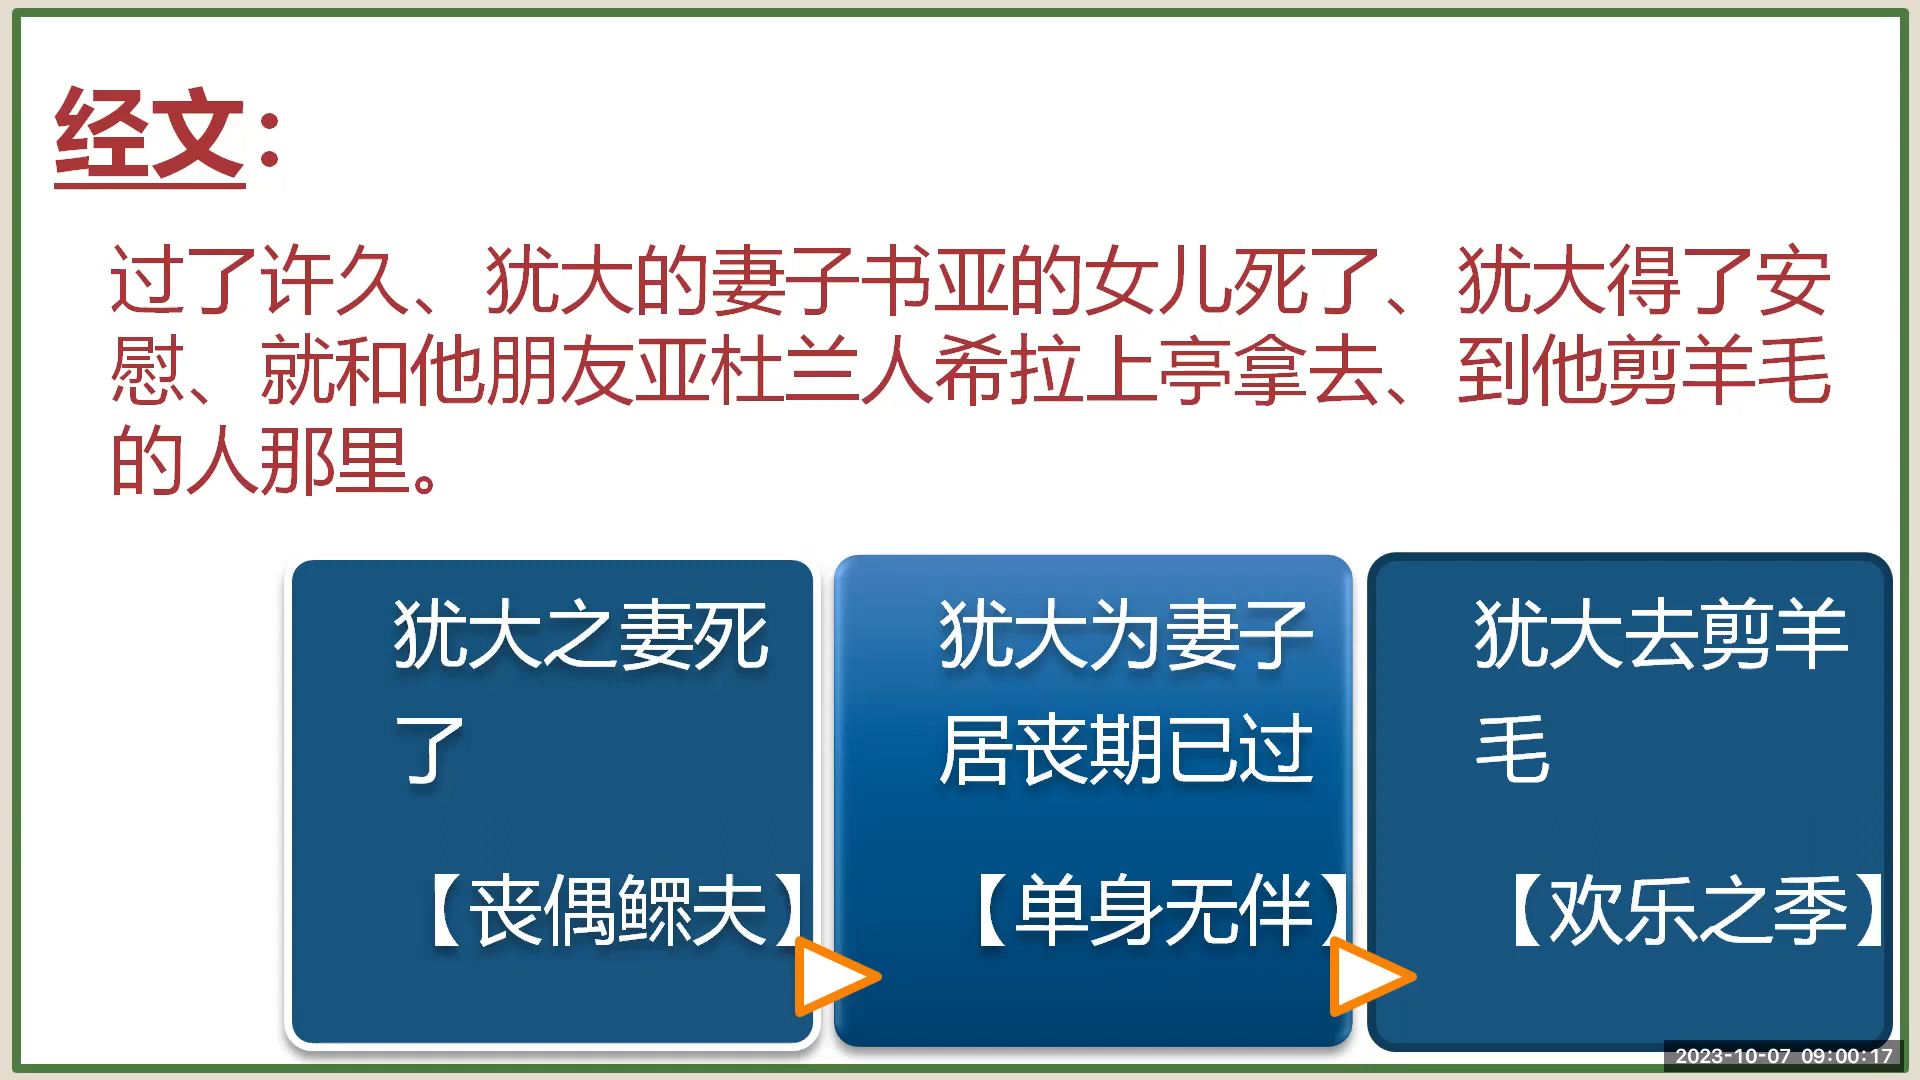 经文：
过了许久、犹大的妻子书亚的女儿死了、犹大得了安
慰、就和他朋友亚杜兰人希拉上亭拿去、到他剪羊毛
的人那里。
犹大之妻死
了
【丧偶鳏夫】
犹大为妻子
居丧期已过
【单身无伴】
犹大去剪羊
毛
【欢乐之季】
2023-10-07 09:00:17